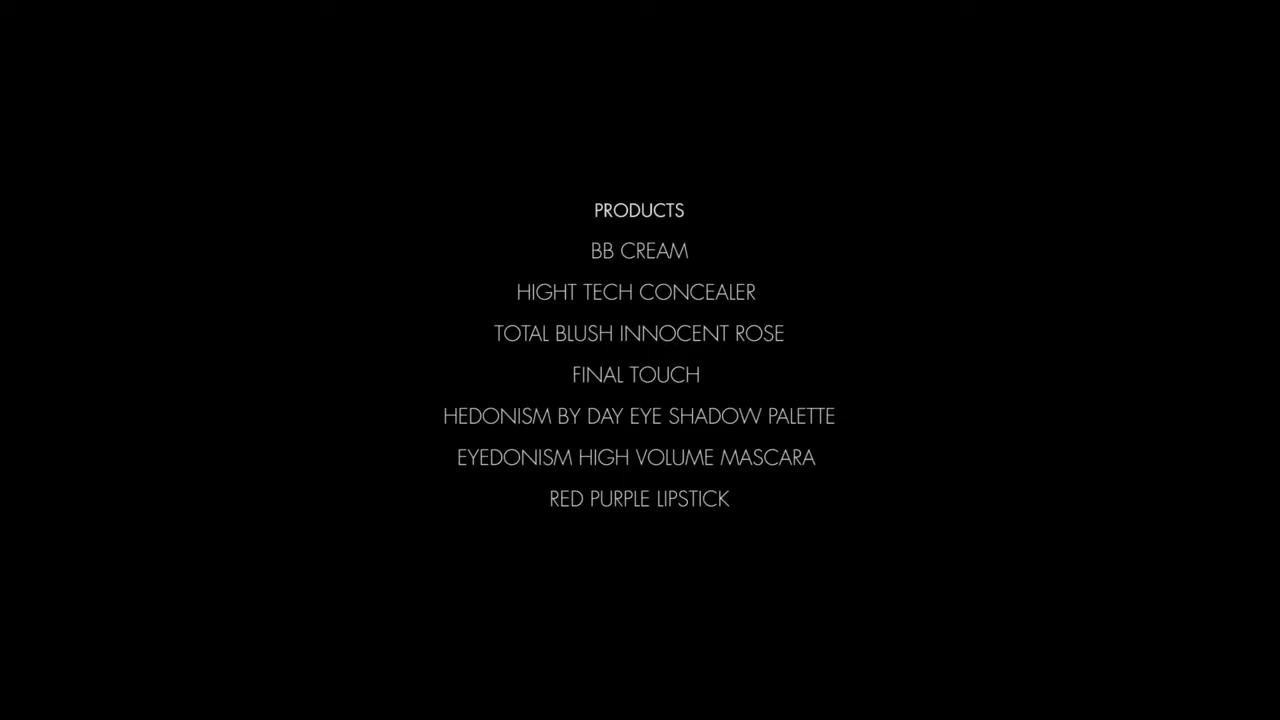 PRODUCTS
BB CREAM
HIGHT TECH CONCEALER
TOTAL BLUSH INNOCENT ROSE
FINAL TOUCH
HEDONISM BY DAY EYE SHADOW PALETTE
EYEDONISM HIGH VOLUME MASCARA
RED PURPLE LIPSTICK